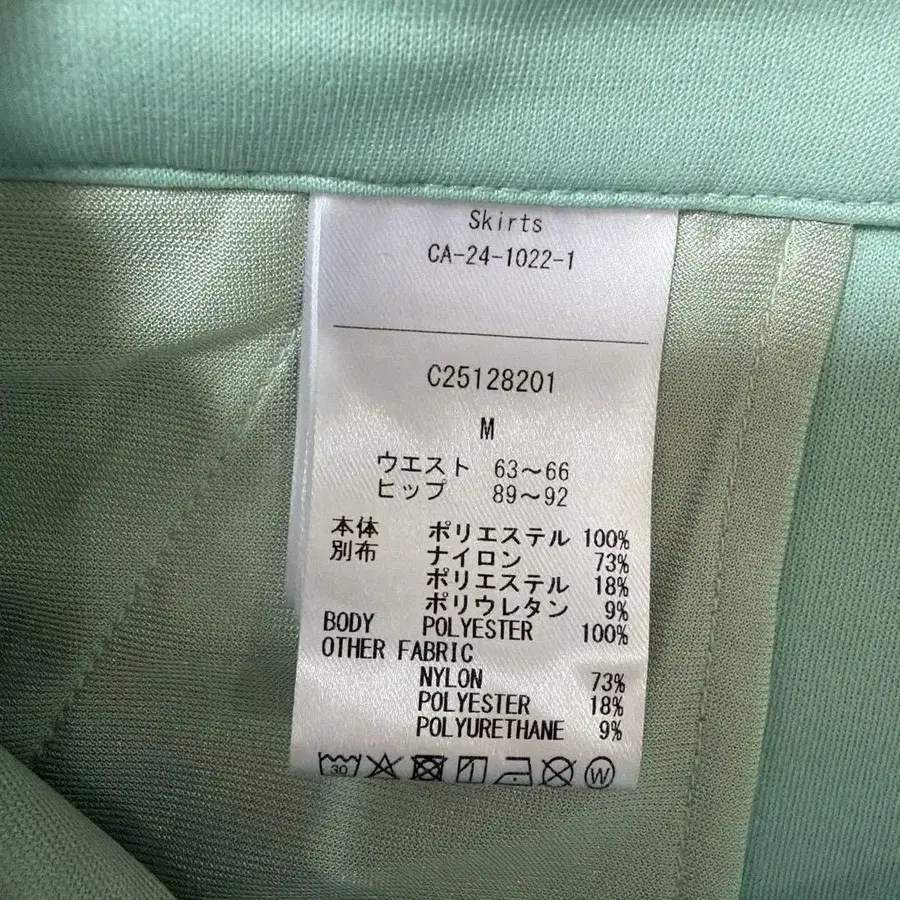 Skirts
CA-24-1022-1
C25128201
M
ウエスト 63～66
ヒップ 89～92
本体 ポリエステル 100%
別布 ナイロン 73%
ポリエステル 18%
ポリウレタン 9%
BODY POLYESTER 100%
OTHER FABRIC
NYLON 73%
POLYESTER 18%
POLYURETHANE 9%
30 W